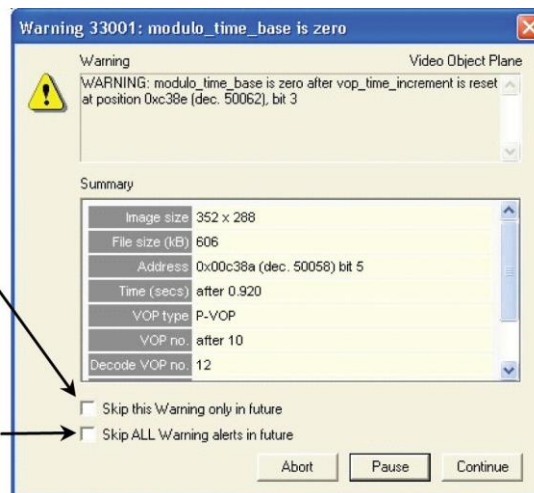 Warning 33001: modulo_time_base is zero
Warning Video Object Plane
WARNING: modulo_time_base is zero after vop_time_increment is reset
at position 0xc38e (dec. 50062), bit 3
Summary
Image size 352 x 288
File size (kB) 606
Address 0x00c38a (dec. 50058) bit 5
Time (secs) after 0.920
VOP type P-VOP
VOP no. after 10
Decode VOP no. 12
Skip this Warning only in future
Skip ALL Warning alerts in future
Abort Pause Continue